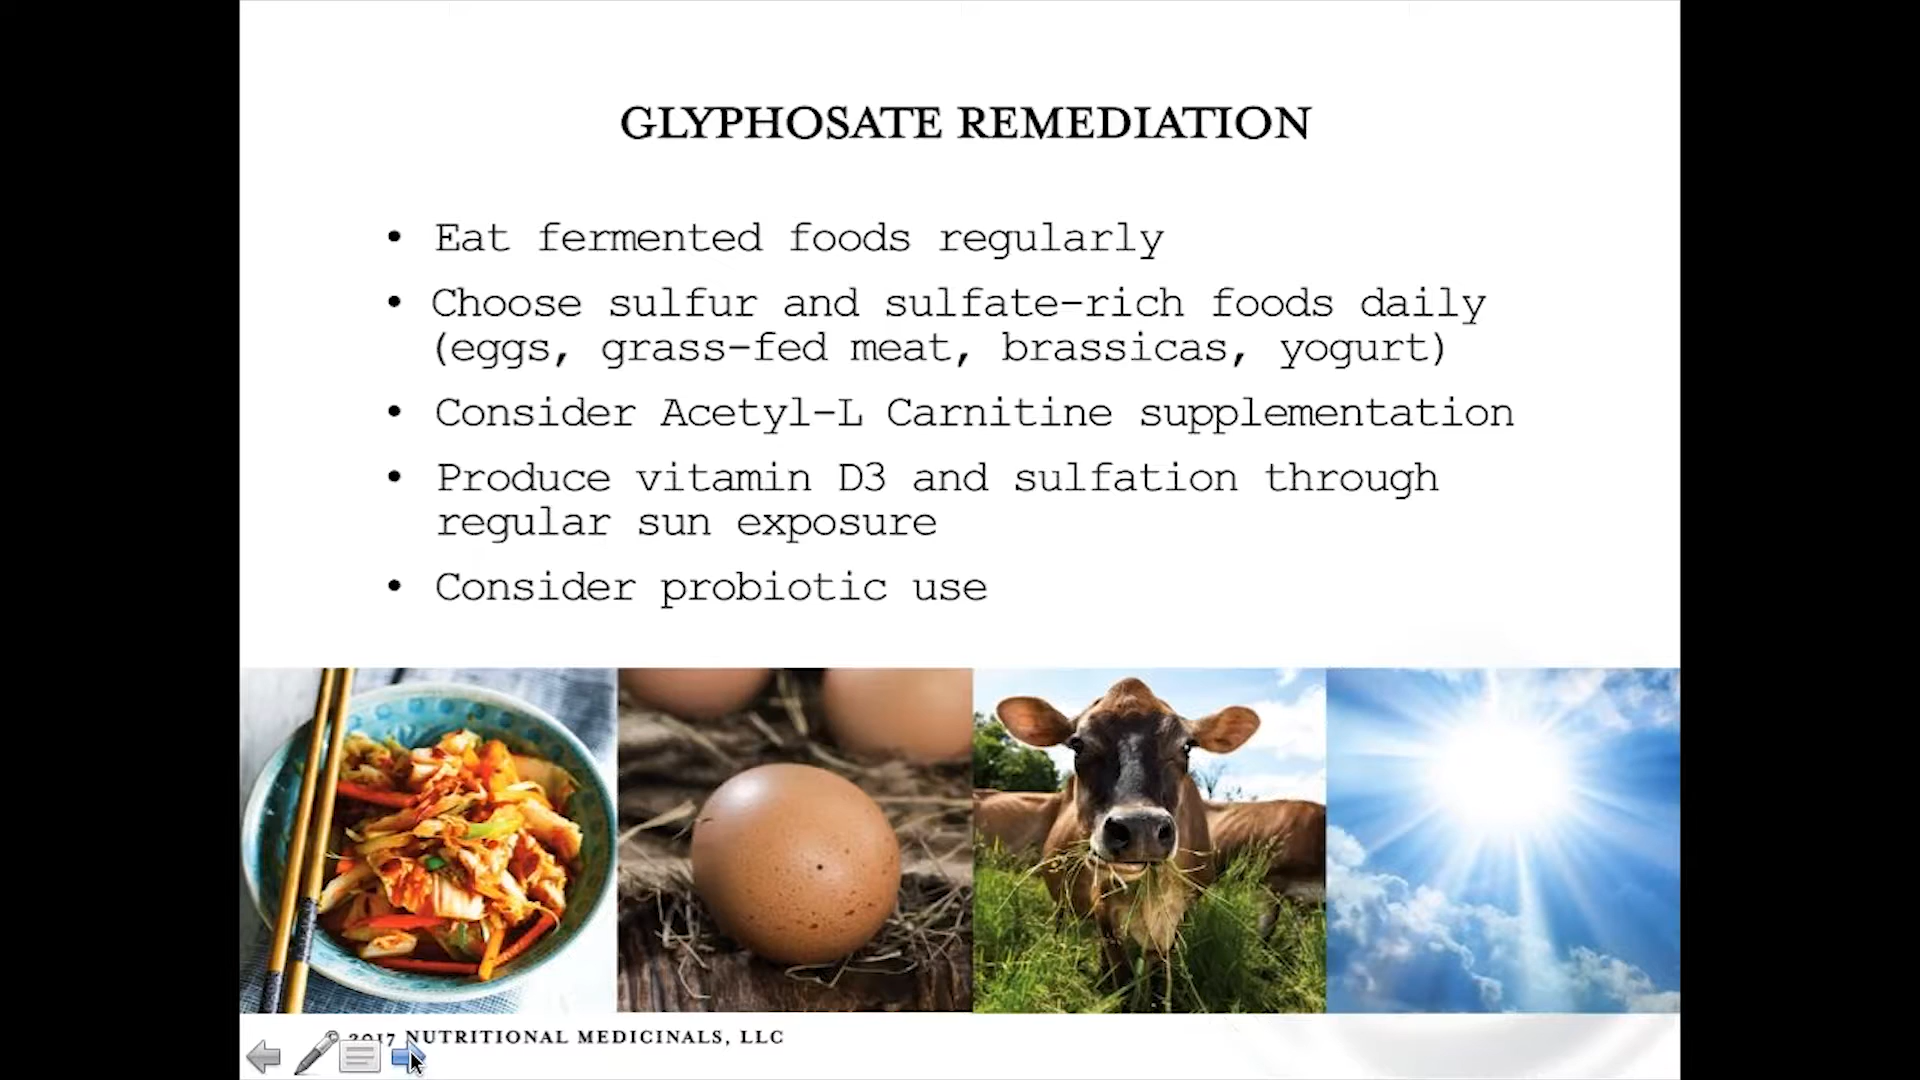 GLYPHOSATE REMEDIATION
• Eat fermented foods regularly
• Choose sulfur and sulfate-rich foods daily
(eggs, grass-fed meat, brassicas, yogurt)
• Consider Acetyl-L Carnitine supplementation
• Produce vitamin D3 and sulfation through
regular sun exposure
• Consider probiotic use
© 2017 NUTRITIONAL MEDICINALS, LLC